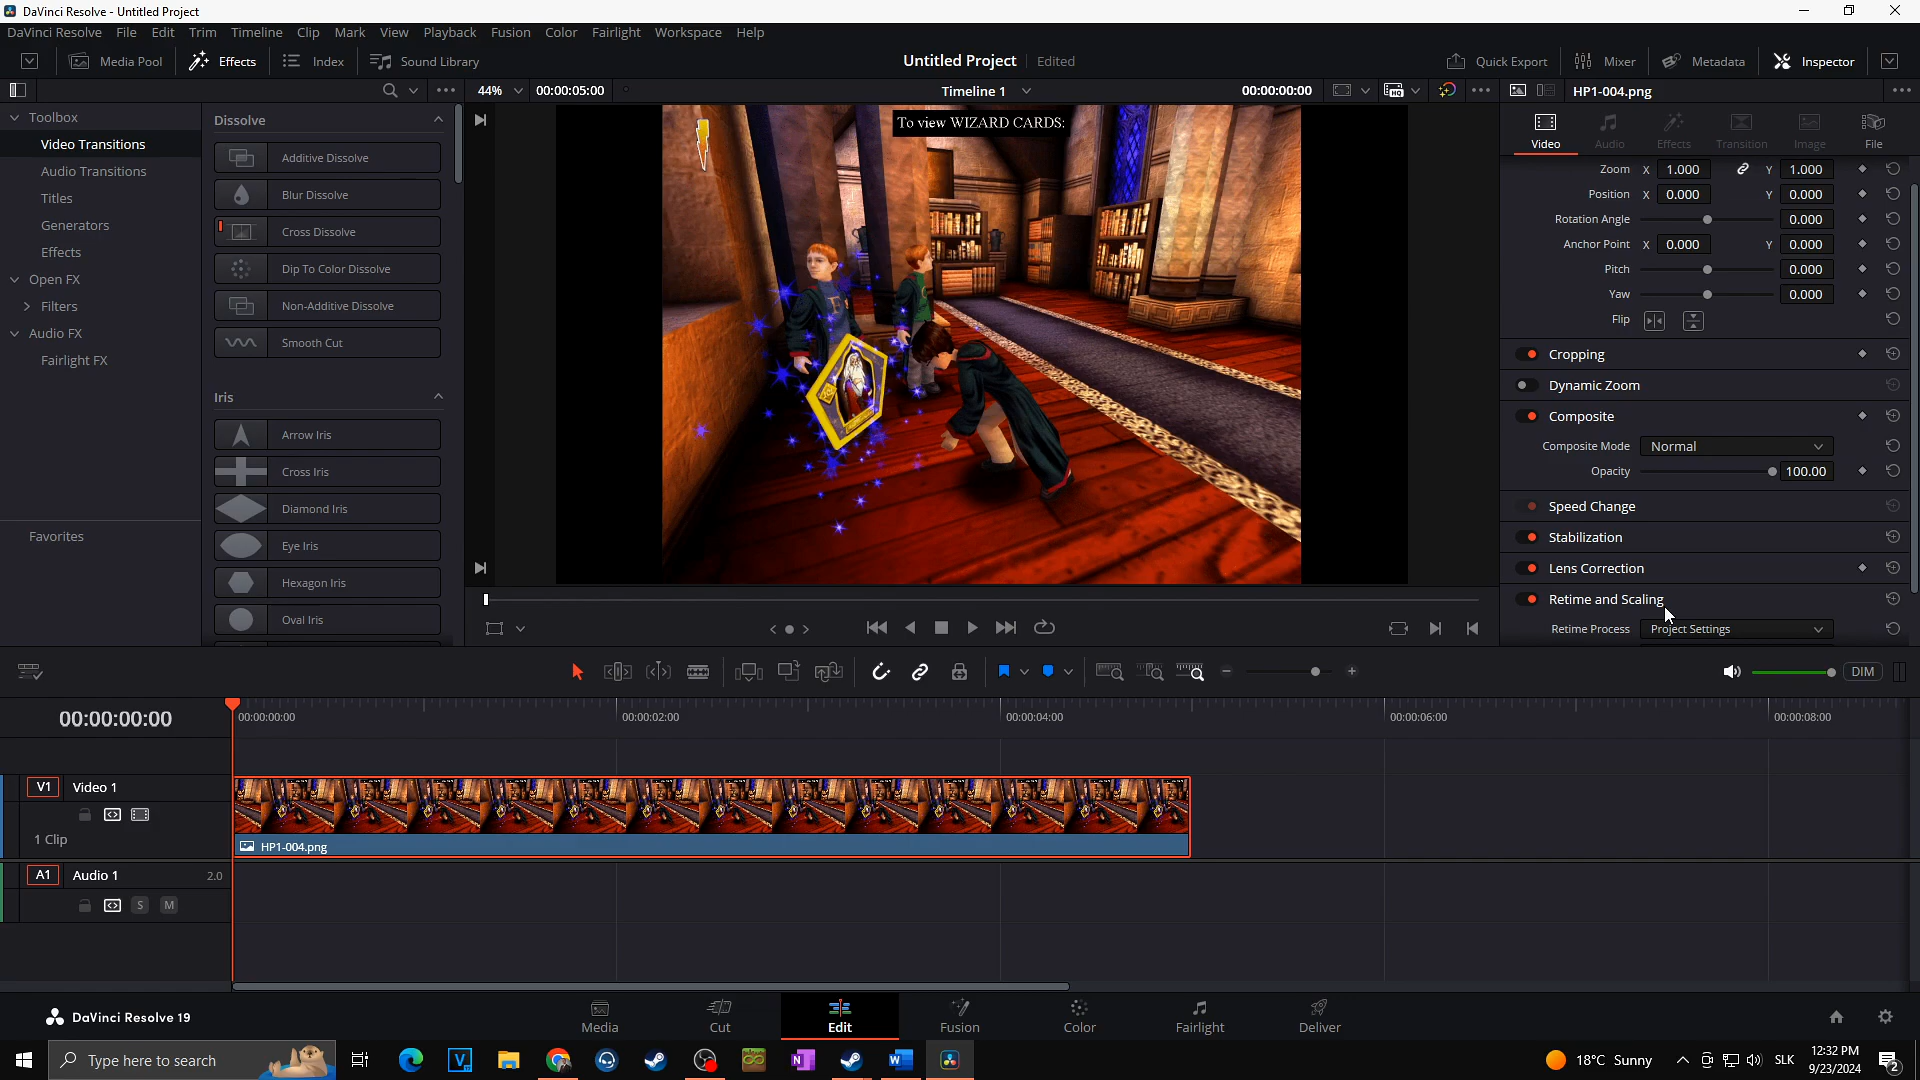 DaVinci Resolve - Untitled Project
DaVinci Resolve File Edit Trim Timeline Clip Mark View Playback Fusion Color Fairlight Workspace Help
Media Pool Effects Index Sound Library Untitled Project Edited Quick Export Mixer Metadata Inspector
44% 00:00:05:00 Timeline 1 00:00:00:00 HP1-004.png
Toolbox
Video Transitions
Audio Transitions
Titles
Generators
Effects
Open FX
Filters
Audio FX
Fairlight FX
Favorites
Dissolve
Additive Dissolve
Blur Dissolve
Cross Dissolve
Dip To Color Dissolve
Non-Additive Dissolve
Smooth Cut
Iris
Arrow Iris
Cross Iris
Diamond Iris
Eye Iris
Hexagon Iris
Oval Iris
To view WIZARD CARDS:
Video Audio Effects Transition Image File
Zoom X 1.000 Y 1.000
Position X 0.000 Y 0.000
Rotation Angle 0.000
Anchor Point X 0.000 Y 0.000
Pitch 0.000
Yaw 0.000
Flip
Cropping
Dynamic Zoom
Composite
Composite Mode Normal
Opacity 100.00
Speed Change
Stabilization
Lens Correction
Retime and Scaling
Retime Process Project Settings
DIM
00:00:00:00 00:00:00:00 00:00:02:00 00:00:04:00 00:00:06:00 00:00:08:00
V1 Video 1
1 Clip
HP1-004.png
A1 Audio 1 2.0
S M
DaVinci Resolve 19 Media Cut Edit Fusion Color Fairlight Deliver
Type here to search 18°C Sunny SLK
12:32 PM
9/23/2024
2